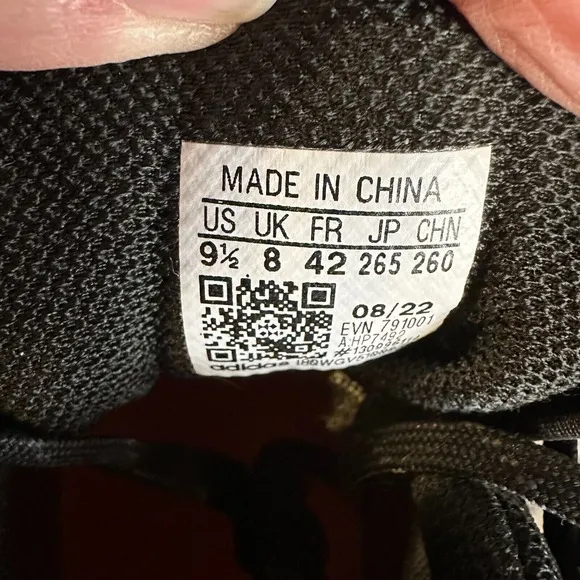 MADE IN CHINA
US UK FR JP CHN
9½ 8 42 265 260
08/22
EVN 791001
adidas